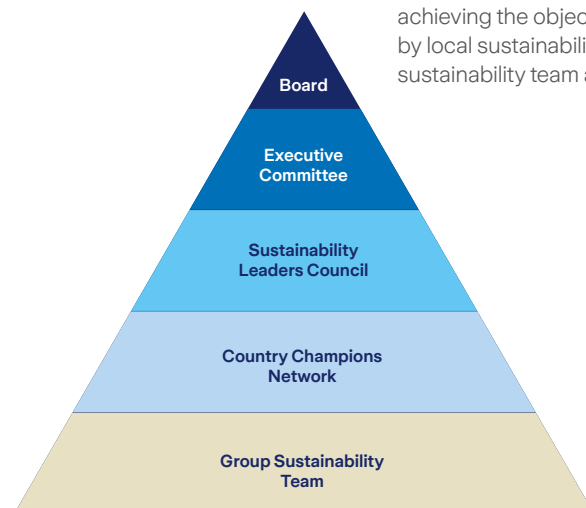 achieving the objec
by local sustainabili
sustainability team a
Board
Executive
Committee
Sustainability
Leaders Council
Country Champions
Network
Group Sustainability
Team